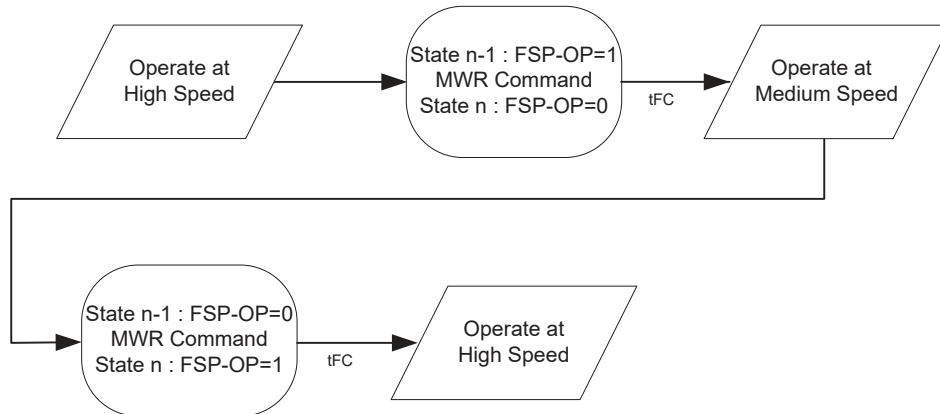 Operate at
High Speed
State n-1 : FSP-OP=1
MWR Command
State n : FSP-OP=0
tFC
Operate at
Medium Speed
State n-1 : FSP-OP=0
MWR Command
State n : FSP-OP=1
tFC
Operate at
High Speed